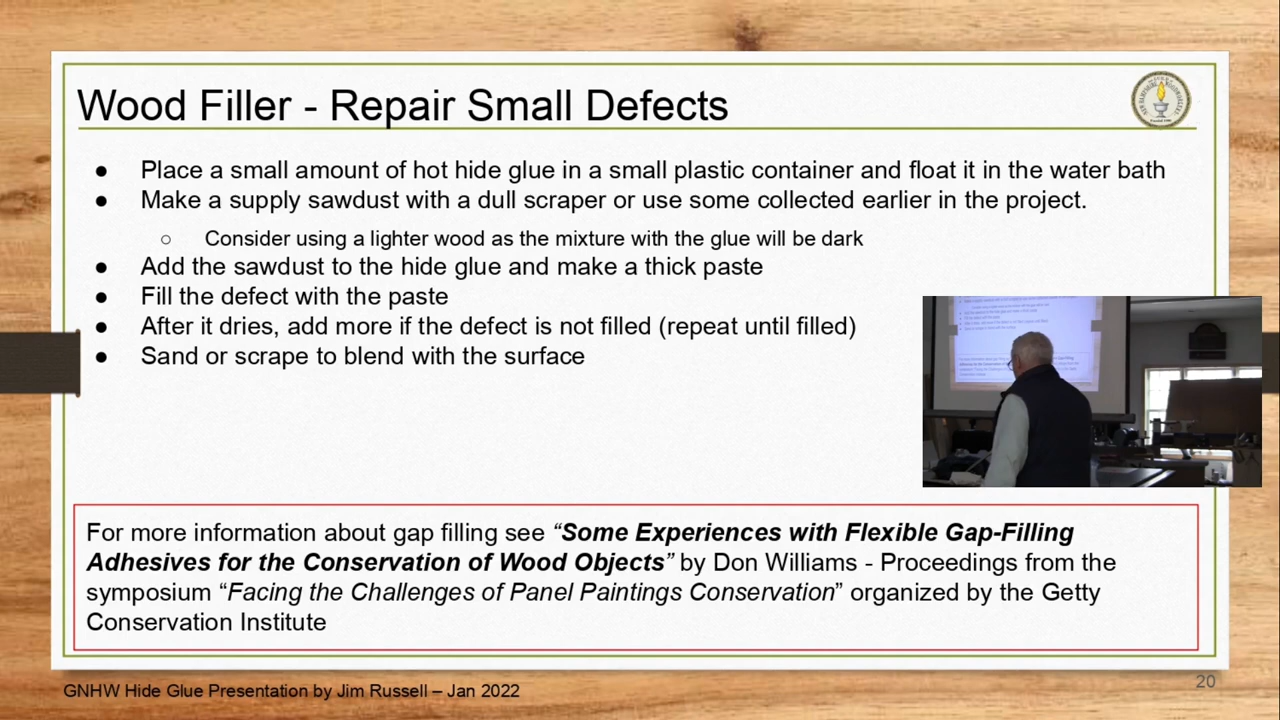 Wood Filler - Repair Small Defects
● Place a small amount of hot hide glue in a small plastic container and float it in the water bath
● Make a supply sawdust with a dull scraper or use some collected earlier in the project.
○ Consider using a lighter wood as the mixture with the glue will be dark
● Add the sawdust to the hide glue and make a thick paste
● Fill the defect with the paste
● After it dries, add more if the defect is not filled (repeat until filled)
● Sand or scrape to blend with the surface
For more information about gap filling see “Some Experiences with Flexible Gap-Filling
Adhesives for the Conservation of Wood Objects” by Don Williams - Proceedings from the
symposium “Facing the Challenges of Panel Paintings Conservation” organized by the Getty
Conservation Institute
GNHW Hide Glue Presentation by Jim Russell – Jan 2022
20